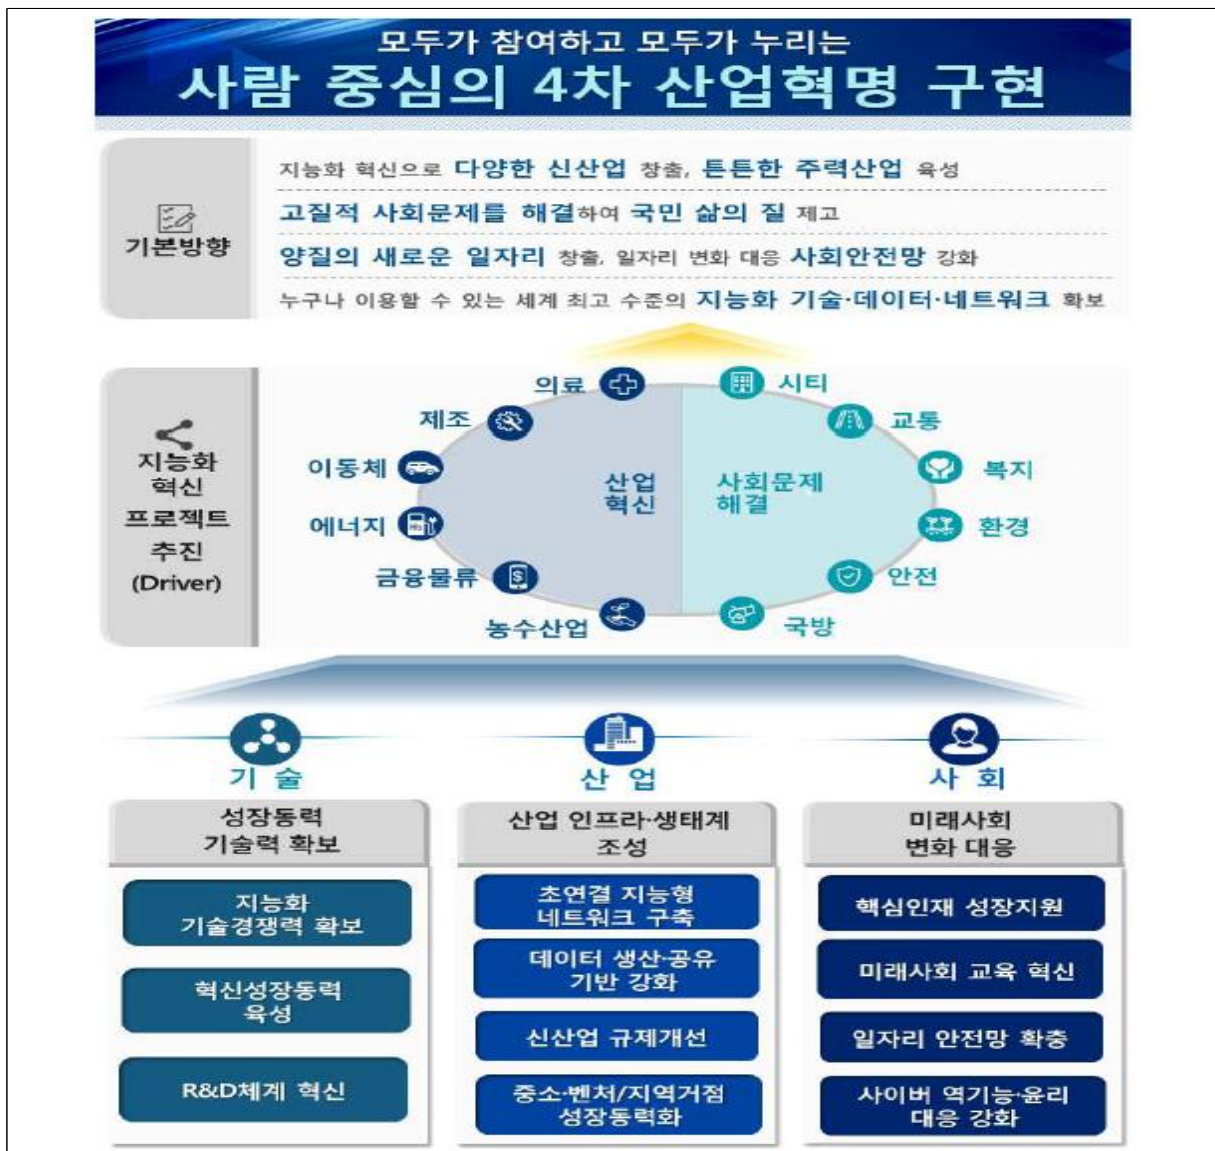 모두가 참여하고 모두가 누리는
사람 중심의 4차 산업혁명 구현
기본방향
지능화 혁신으로 다양한 신산업 창출, 튼튼한 주력산업 육성
고질적 사회문제를 해결하여 국민 삶의 질 제고
양질의 새로운 일자리 창출, 일자리 변화 대응 사회안전망 강화
누구나 이용할 수 있는 세계 최고 수준의 지능화 기술·데이터·네트워크 확보
지능화
혁신
프로젝트
추진
(Driver)
의료
제조
이동체
에너지
금융물류
농수산업
산업
혁신
사회문제
해결
시티
교통
복지
환경
안전
국방
기 술
성장동력
기술력 확보
지능화
기술경쟁력 확보
혁신성장동력
육성
R&D체계 혁신
산 업
산업 인프라·생태계
조성
초연결 지능형
네트워크 구축
데이터 생산·공유
기반 강화
신산업 규제개선
중소·벤처/지역거점
성장동력화
사 회
미래사회
변화 대응
핵심인재 성장지원
미래사회 교육 혁신
일자리 안전망 확충
사이버 역기능·윤리
대응 강화